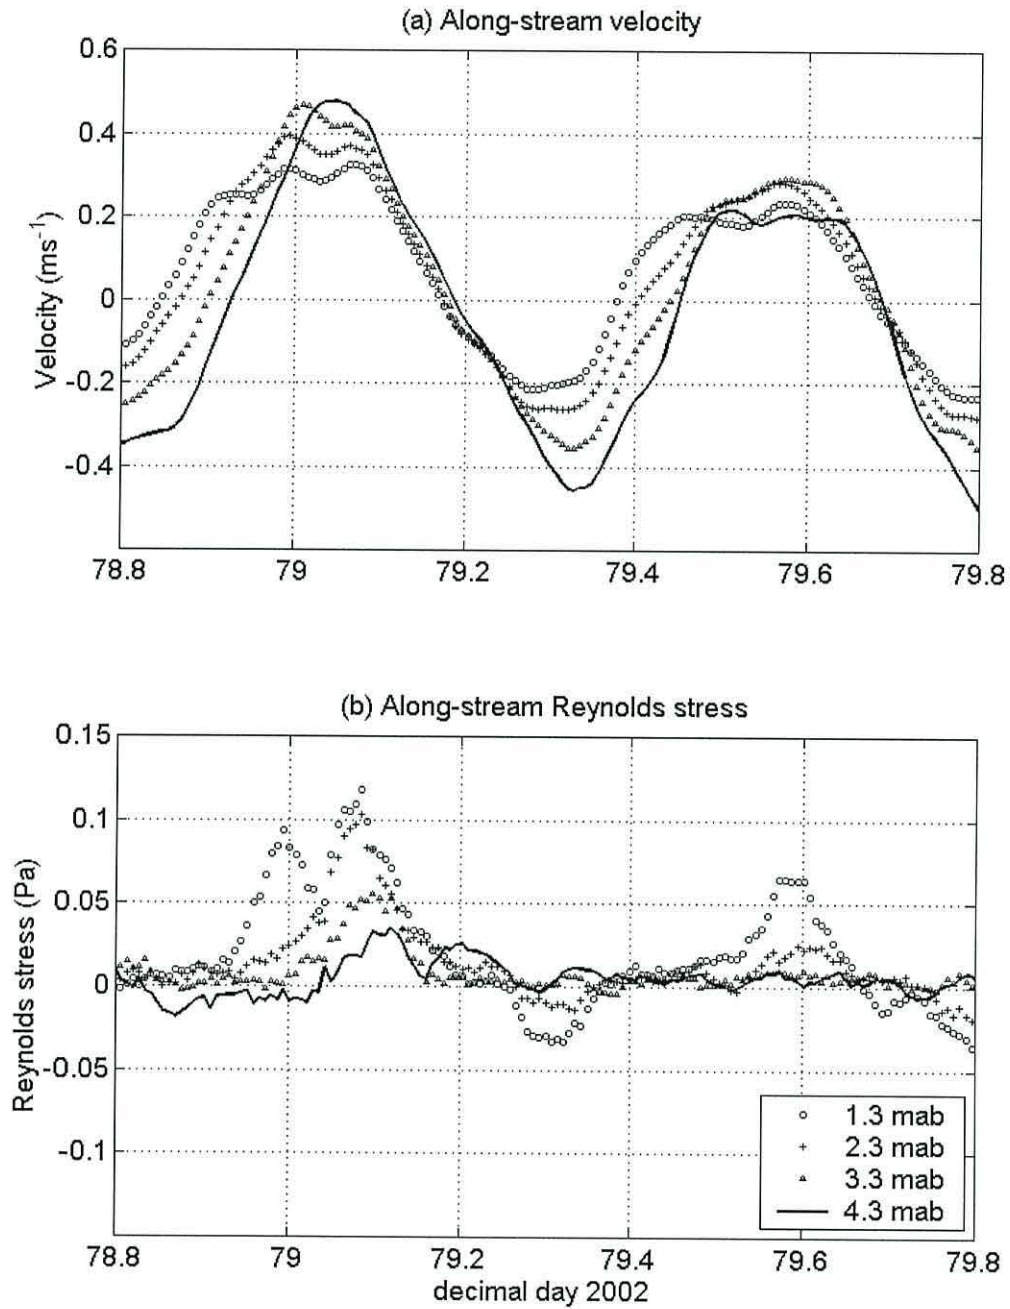 (a) Along-stream velocity
0.6
0.4
0.2
0
-0.2
-0.4
Velocity (ms-1)
78.8 79 79.2 79.4 79.6 79.8
(b) Along-stream Reynolds stress
0.15
0.1
0.05
0
-0.05
-0.1
Reynolds stress (Pa)
1.3 mab
2.3 mab
3.3 mab
4.3 mab
78.8 79 79.2 79.4 79.6 79.8
decimal day 2002